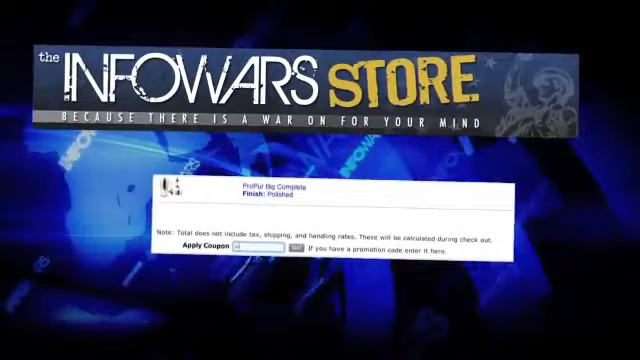 the INFOWARS STORE
BECAUSE THERE IS A WAR ON FOR YOUR MIND
INFOWARS
ProPur Big Complete
Finish: Polished
Note: Total does not include tax, shipping, and handling rates. These will be calculated during check out.
Apply Coupon Go! If you have a promotion code enter it here.